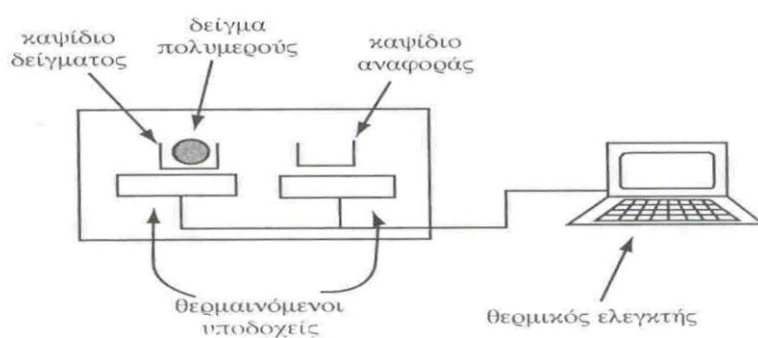 καψίδιο
δείγματος
δείγμα
πολυμερούς
καψίδιο
αναφοράς
θερμαινόμενοι
υποδοχείς
θερμικός ελεγκτής